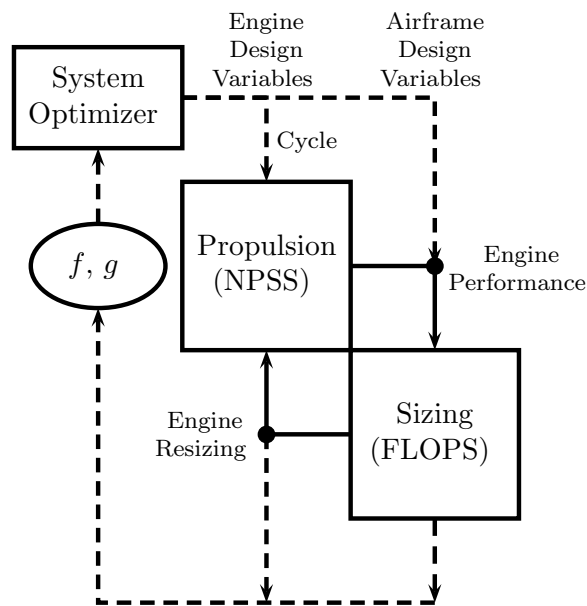 Engine
Design
Variables
Airframe
Design
Variables
System
Optimizer
Cycle
Propulsion
(NPSS)
f, g
Engine
Performance
Engine
Resizing
Sizing
(FLOPS)